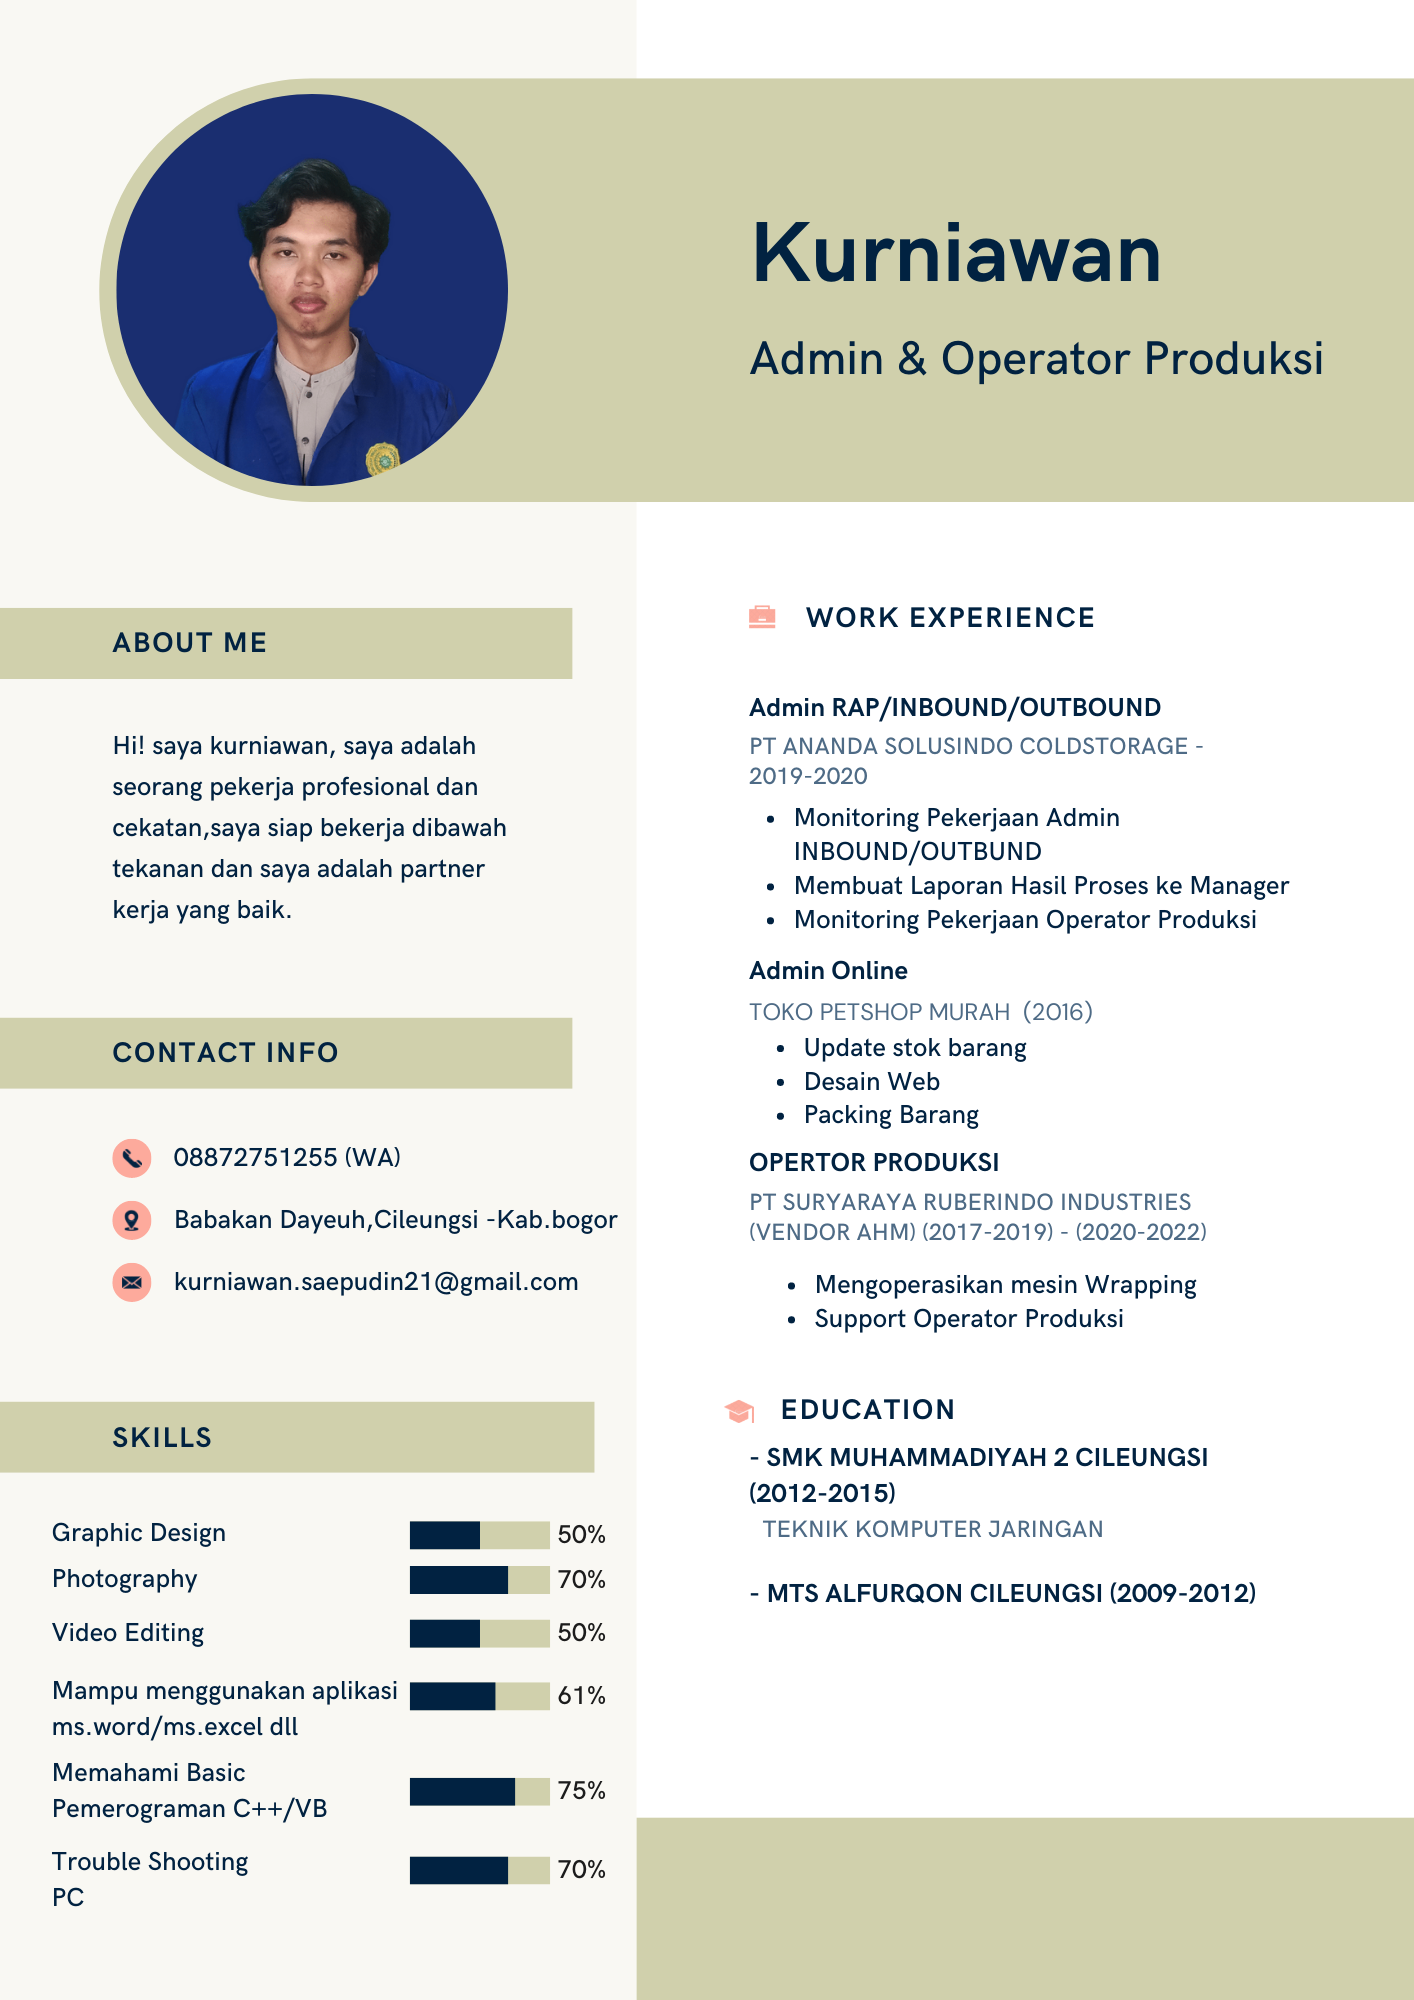 Kurniawan
Admin & Operator Produksi
ABOUT ME
Hi! saya kurniawan, saya adalah
seorang pekerja profesional dan
cekatan,saya siap bekerja dibawah
tekanan dan saya adalah partner
kerja yang baik.
CONTACT INFO
08872751255 (WA)
Babakan Dayeuh,Cileungsi -Kab.bogor
kurniawan.saepudin21@gmail.com
SKILLS
Graphic Design 50%
Photography 70%
Video Editing 50%
Mampu menggunakan aplikasi 61%
ms.word/ms.excel dll
Memahami Basic
Pemerograman C++/VB 75%
Trouble Shooting 70%
PC
WORK EXPERIENCE
Admin RAP/INBOUND/OUTBOUND
PT ANANDA SOLUSINDO COLDSTORAGE -
2019-2020
• Monitoring Pekerjaan Admin
INBOUND/OUTBUND
• Membuat Laporan Hasil Proses ke Manager
• Monitoring Pekerjaan Operator Produksi
Admin Online
TOKO PETSHOP MURAH (2016)
• Update stok barang
• Desain Web
• Packing Barang
OPERTOR PRODUKSI
PT SURYARAYA RUBERINDO INDUSTRIES
(VENDOR AHM) (2017-2019) - (2020-2022)
• Mengoperasikan mesin Wrapping
• Support Operator Produksi
EDUCATION
- SMK MUHAMMADIYAH 2 CILEUNGSI
(2012-2015)
TEKNIK KOMPUTER JARINGAN
- MTS ALFURQON CILEUNGSI (2009-2012)